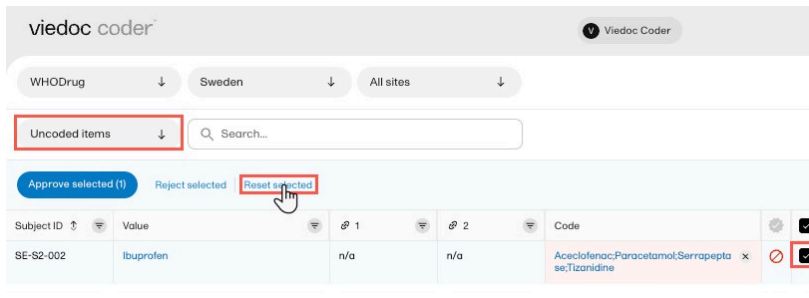 viedoc coder
V Viedoc Coder
WHODrug Sweden All sites
Uncoded items Search...
Approve selected (1) Reject selected Reset selected
Subject ID Value 1 2 Code
SE-S2-002 Ibuprofen n/a n/a Aceclofenac;Paracetamol;Serrapepta
se;Tizanidine